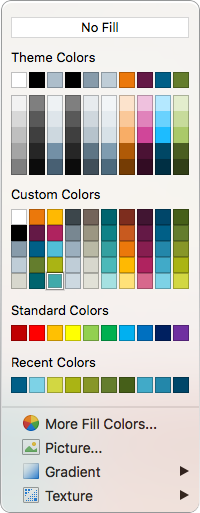 No Fill
Theme Colors
Custom Colors
Standard Colors
Recent Colors
More Fill Colors...
Picture...
Gradient
Texture